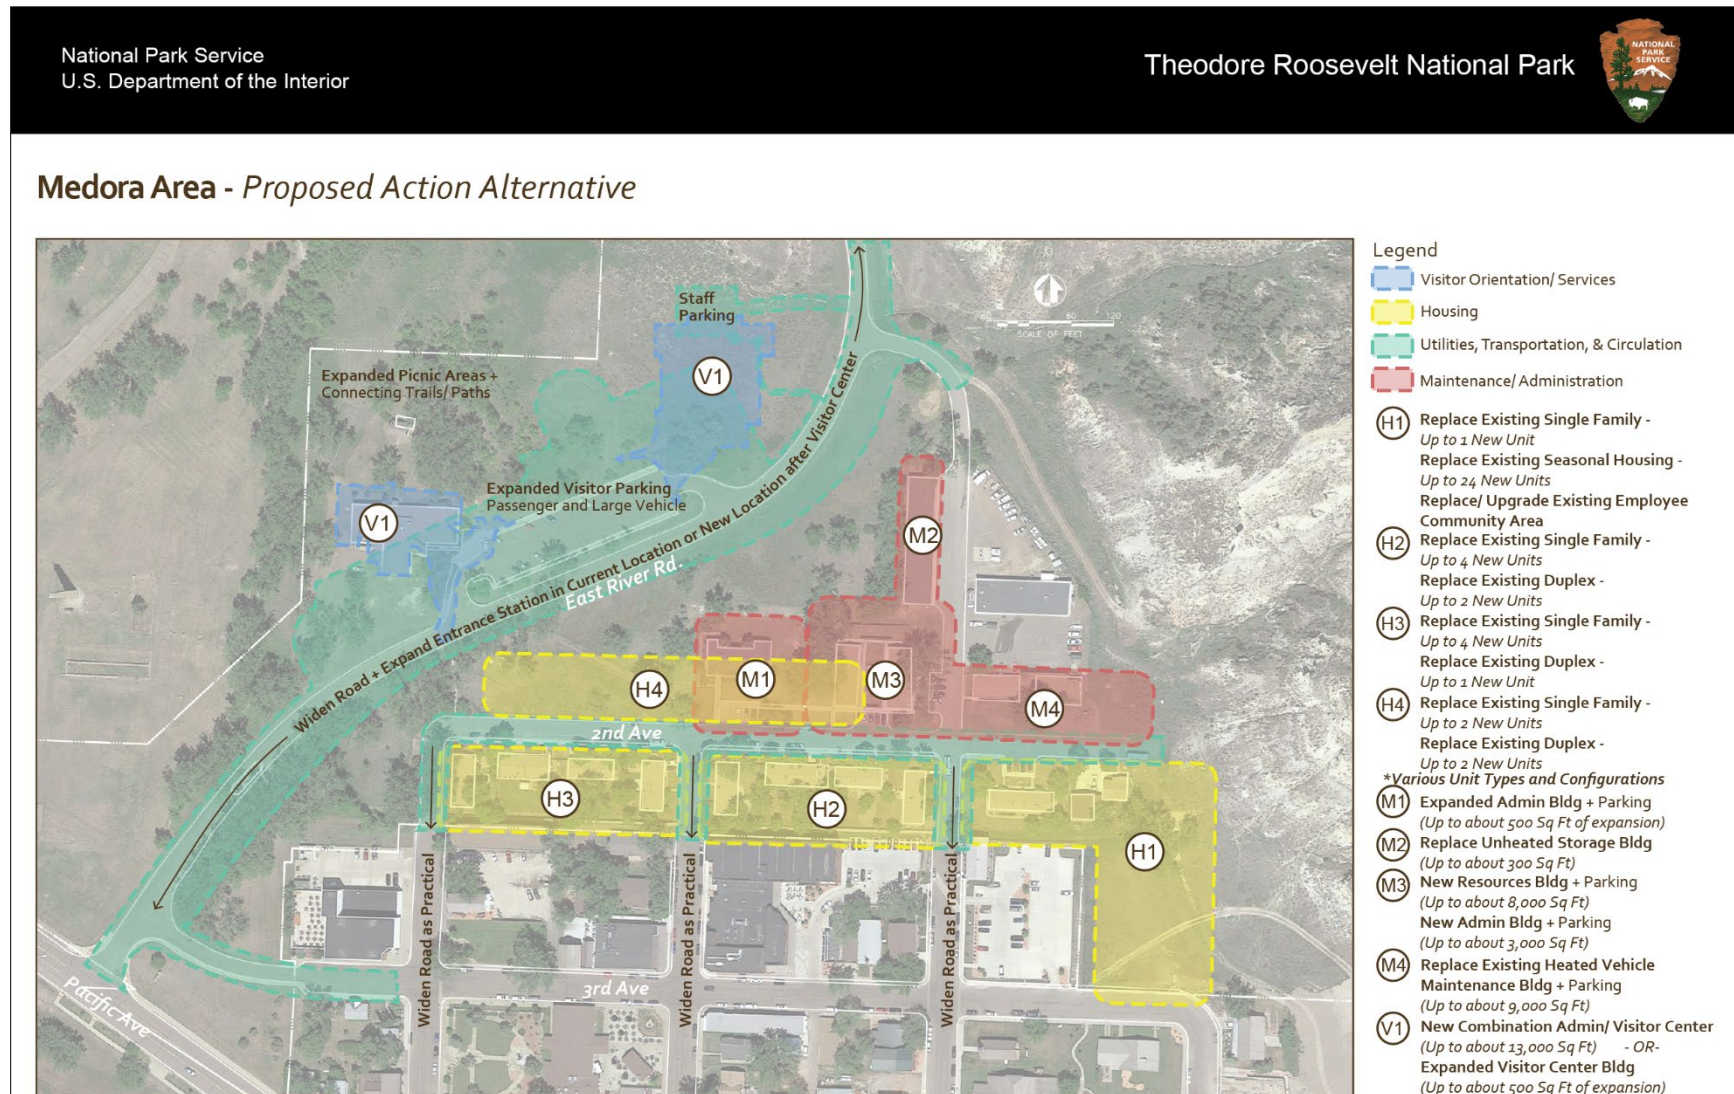 National Park Service
U.S. Department of the Interior
Theodore Roosevelt National Park
NATIONAL
PARK
SERVICE
Medora Area - Proposed Action Alternative
Staff
Parking
V1
Expanded Picnic Areas +
Connecting Trails/ Paths
Expanded Visitor Parking
Passenger and Large Vehicle
V1
Widen Road + Expand Entrance Station in Current Location or New Location after Visitor Center
East River Rd.
60 0 60 120
SCALE OF FEET
M2
M1
M3
M4
H4
2nd Ave
H3
H2
H1
Widen Road as Practical
Widen Road as Practical
Widen Road as Practical
3rd Ave
Pacific Ave
Legend
Visitor Orientation/ Services
Housing
Utilities, Transportation, & Circulation
Maintenance/ Administration
H1 Replace Existing Single Family -
Up to 1 New Unit
Replace Existing Seasonal Housing -
Up to 24 New Units
Replace/ Upgrade Existing Employee
Community Area
H2 Replace Existing Single Family -
Up to 4 New Units
Replace Existing Duplex -
Up to 2 New Units
H3 Replace Existing Single Family -
Up to 4 New Units
Replace Existing Duplex -
Up to 1 New Unit
H4 Replace Existing Single Family -
Up to 2 New Units
Replace Existing Duplex -
Up to 2 New Units
*Various Unit Types and Configurations
M1 Expanded Admin Bldg + Parking
(Up to about 500 Sq Ft of expansion)
M2 Replace Unheated Storage Bldg
(Up to about 300 Sq Ft)
M3 New Resources Bldg + Parking
(Up to about 8,000 Sq Ft)
New Admin Bldg + Parking
(Up to about 3,000 Sq Ft)
M4 Replace Existing Heated Vehicle
Maintenance Bldg + Parking
(Up to about 9,000 Sq Ft)
V1 New Combination Admin/ Visitor Center
(Up to about 13,000 Sq Ft) - OR-
Expanded Visitor Center Bldg
(Up to about 500 Sq Ft of expansion)